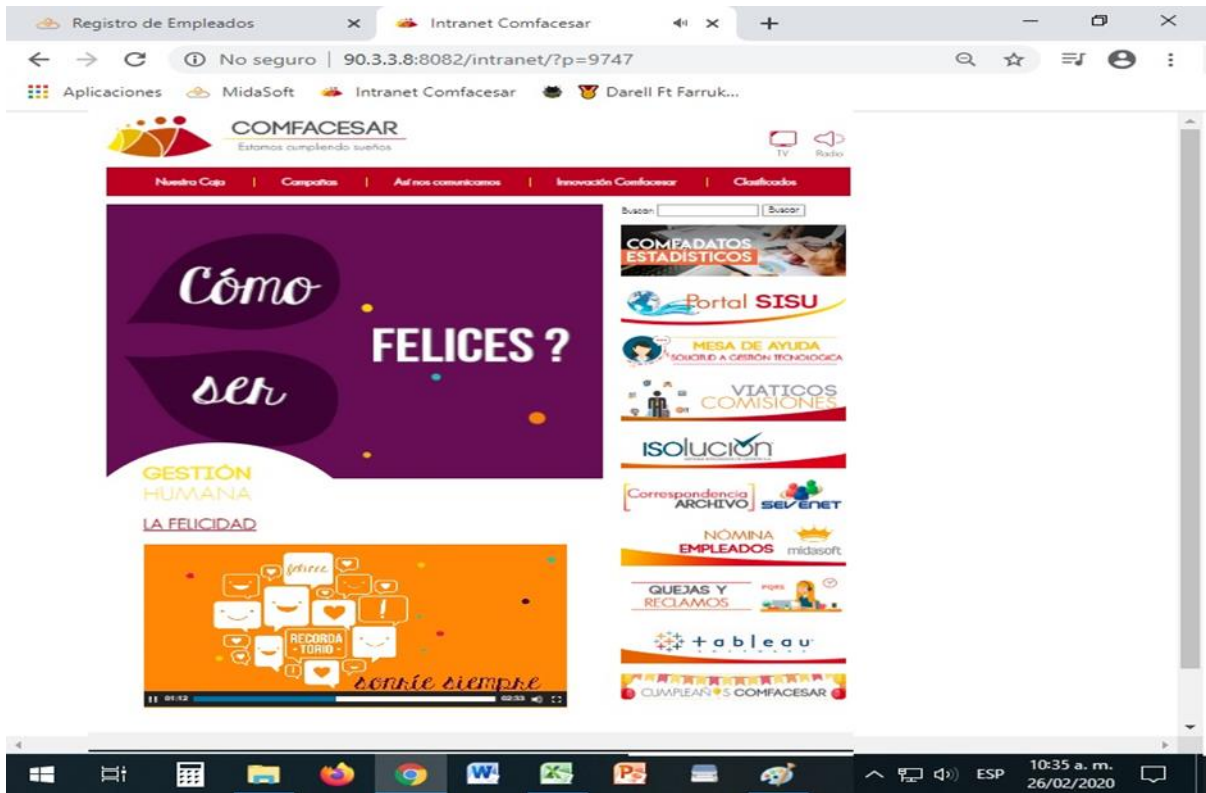 Registro de Empleados
Intranet Comfacesar
No seguro | 90.3.3.8:8082/intranet/?p=9747
Aplicaciones MidaSoft Intranet Comfacesar Darell Ft Farruk...
COMFACESAR
Estamos cumpliendo sueños
TV Radio
Nuestra Caja | Campañas | Así nos comunicamos | Innovación Comfacesar | Clasificados
Buscar: Buscar
Cómo
ser
FELICES ?
GESTIÓN
HUMANA
LA FELICIDAD
felice
RECORDA
-TORIO-
sonríe siempre
01:12 02:33
COMFADATOS
ESTADÍSTICOS
Portal SISU
MESA DE AYUDA
SOLICITUD A GESTIÓN TECNOLOGICA
VIATICOS
COMISIONES
ISOlUCIÓn
Correspondencia
ARCHIVO SEVENET
NÓMINA
EMPLEADOS midasoft
QUEJAS Y
RECLAMOS
PQRS
+ableau
CUMPLEAÑOS COMFACESAR
ESP
10:35 a. m.
26/02/2020